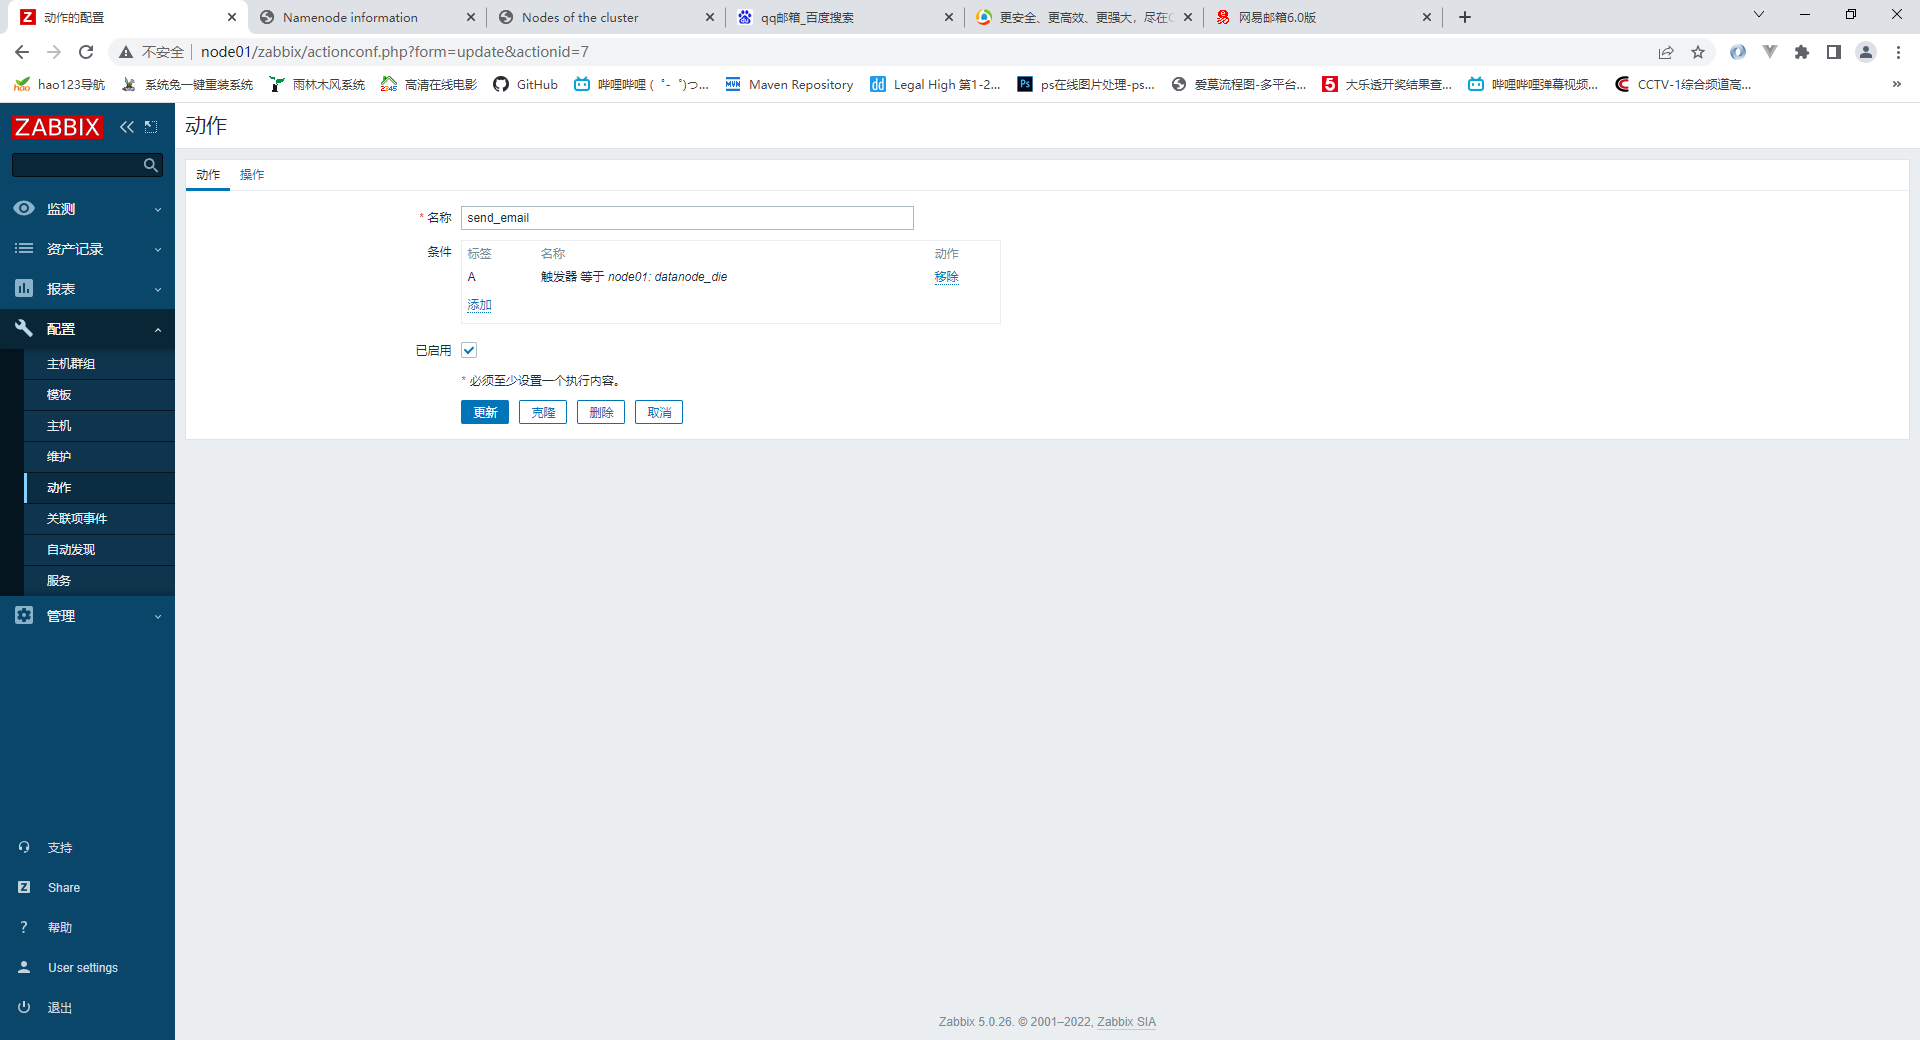 动作的配置
Namenode information
Nodes of the cluster
qq邮箱_百度搜索
更安全、更高效、更强大，尽在
网易邮箱6.0版
不安全 node01/zabbix/actionconf.php?form=update&actionid=7
hao123导航
系统兔一键重装系统
雨林木风系统
高清在线电影
GitHub
哔哩哔哩 ( ゜- ゜)つ...
Maven Repository
Legal High 第1-2...
ps在线图片处理-ps...
爱莫流程图-多平台...
大乐透开奖结果查...
哔哩哔哩弹幕视频...
CCTV-1综合频道高...
ZABBIX
监测
资产记录
报表
配置
主机群组
模板
主机
维护
动作
关联项事件
自动发现
服务
管理
支持
Share
帮助
User settings
退出
动作
动作 操作
* 名称 send_email
条件 标签 名称 动作
A 触发器 等于 node01: datanode_die 移除
添加
已启用
* 必须至少设置一个执行内容。
更新 克隆 删除 取消
Zabbix 5.0.26. © 2001–2022, Zabbix SIA